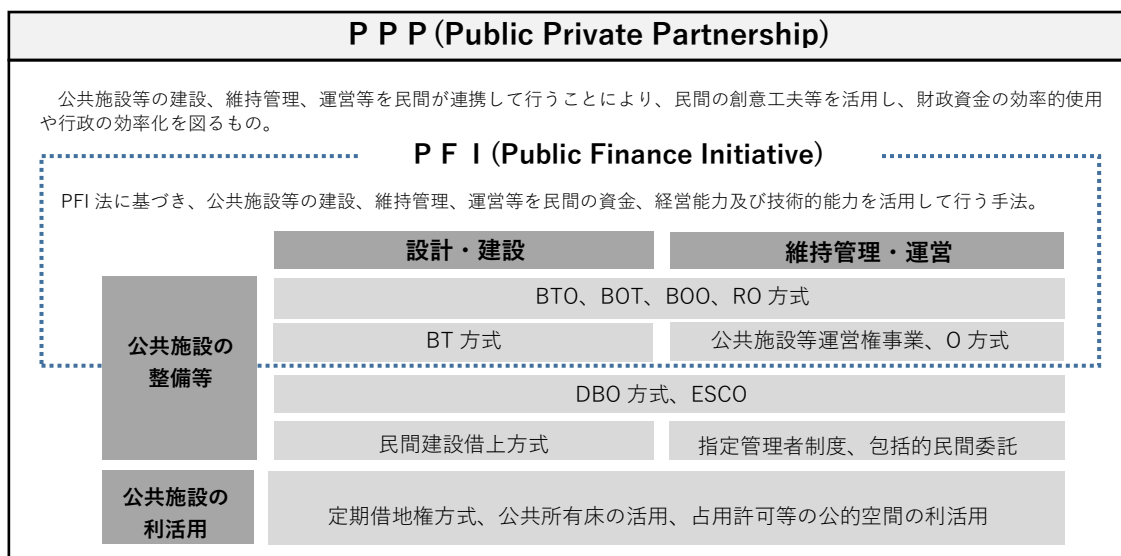 ＰＰＰ(Public Private Partnership)
公共施設等の建設、維持管理、運営等を民間が連携して行うことにより、民間の創意工夫等を活用し、財政資金の効率的使用
や行政の効率化を図るもの。
ＰＦＩ(Public Finance Initiative)
PFI 法に基づき、公共施設等の建設、維持管理、運営等を民間の資金、経営能力及び技術的能力を活用して行う手法。
設計・建設
維持管理・運営
公共施設の
整備等
BTO、BOT、BOO、RO 方式
BT 方式
公共施設等運営権事業、O 方式
DBO 方式、ESCO
民間建設借上方式
指定管理者制度、包括的民間委託
公共施設の
利活用
定期借地権方式、公共所有床の活用、占用許可等の公的空間の利活用